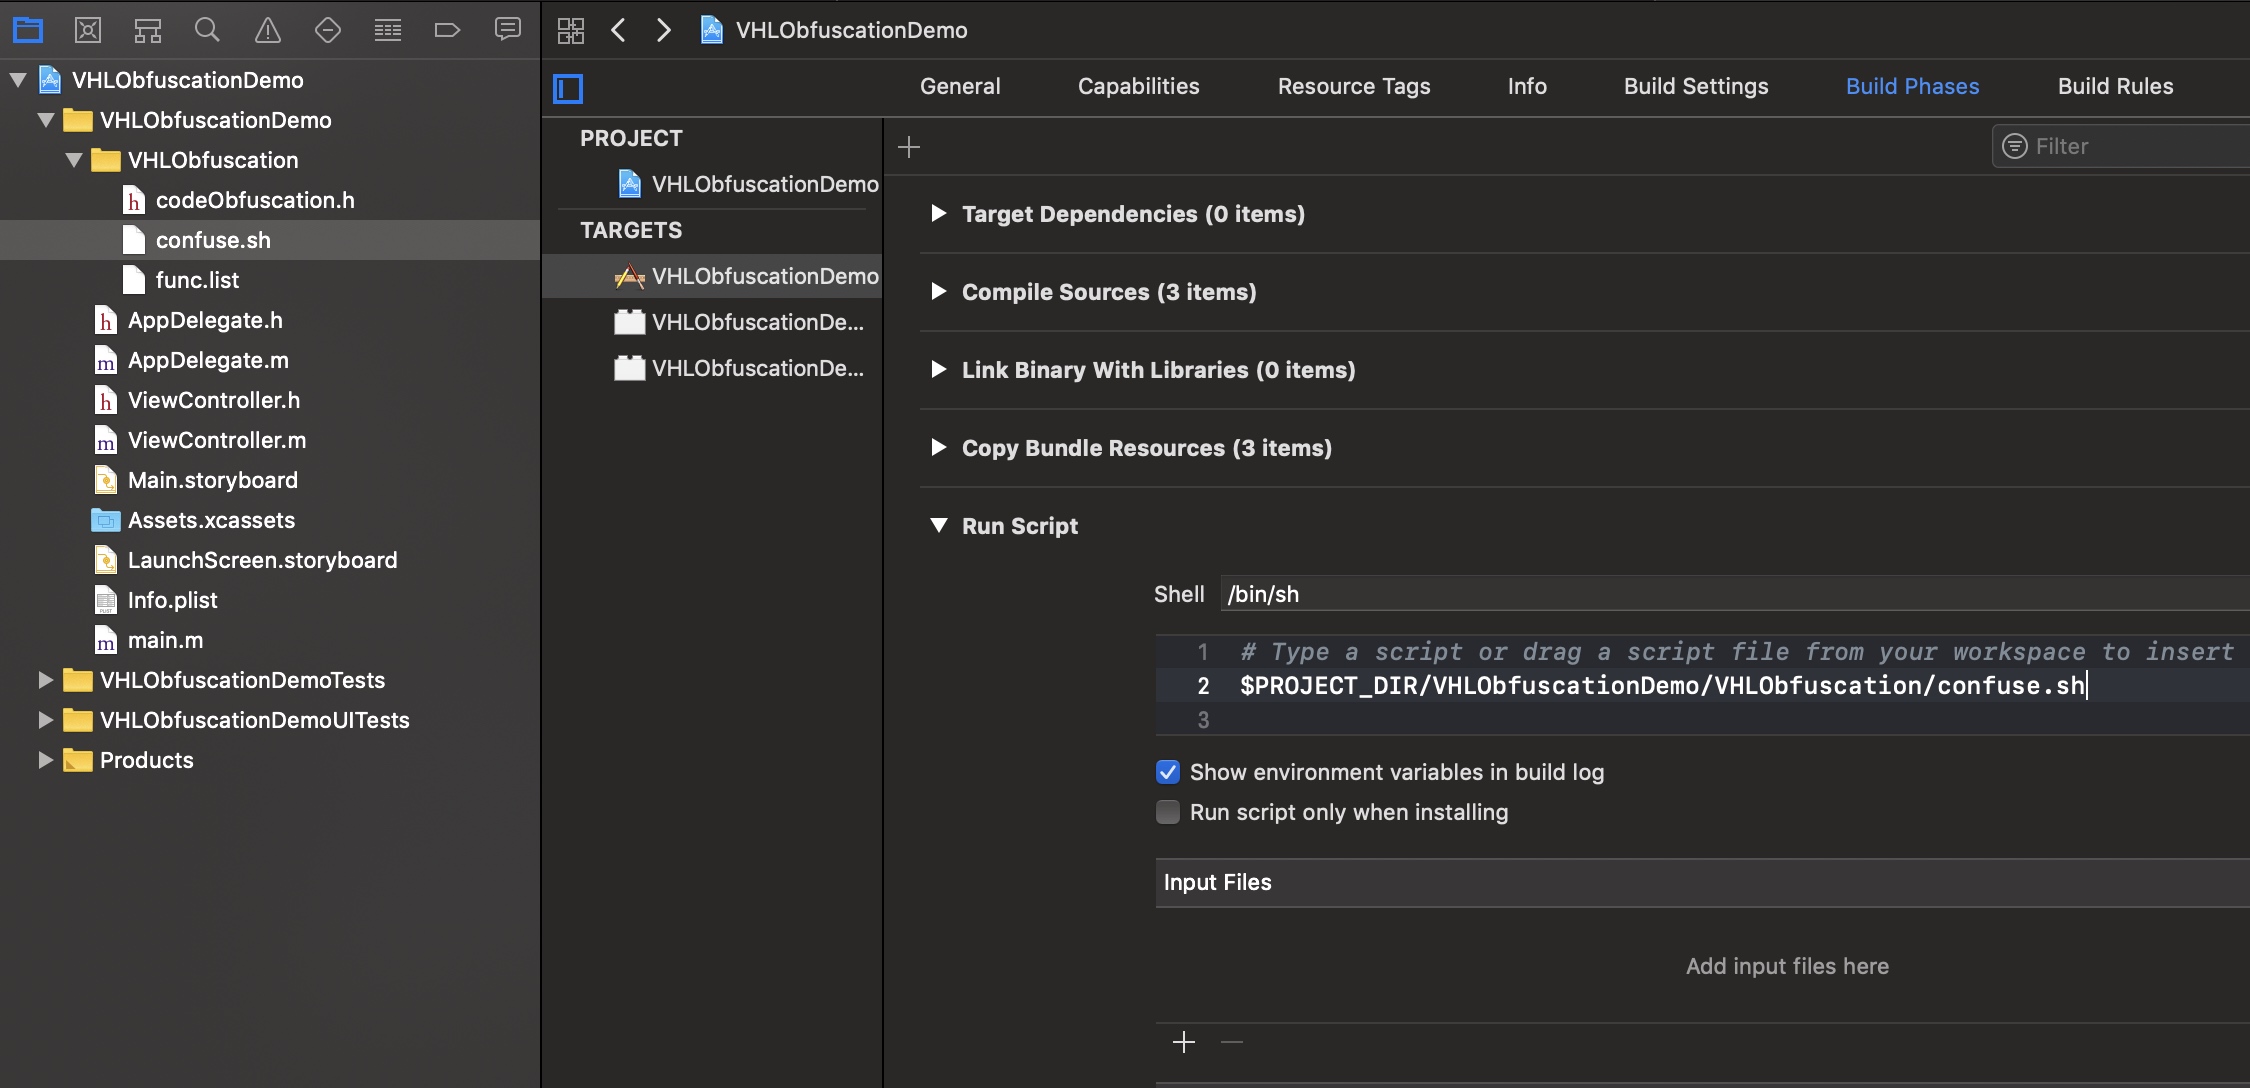 VHLObfuscationDemo
VHLObfuscationDemo
VHLObfuscation
h codeObfuscation.h
confuse.sh
func.list
h AppDelegate.h
m AppDelegate.m
h ViewController.h
m ViewController.m
Main.storyboard
Assets.xcassets
LaunchScreen.storyboard
Info.plist
m main.m
VHLObfuscationDemoTests
VHLObfuscationDemoUITests
Products
VHLObfuscationDemo
General Capabilities Resource Tags Info Build Settings Build Phases Build Rules
PROJECT
VHLObfuscationDemo
TARGETS
VHLObfuscationDemo
VHLObfuscationDe...
VHLObfuscationDe...
Filter
Target Dependencies (0 items)
Compile Sources (3 items)
Link Binary With Libraries (0 items)
Copy Bundle Resources (3 items)
Run Script
Shell /bin/sh
1 # Type a script or drag a script file from your workspace to insert
2 $PROJECT_DIR/VHLObfuscationDemo/VHLObfuscation/confuse.sh
3
Show environment variables in build log
Run script only when installing
Input Files
Add input files here